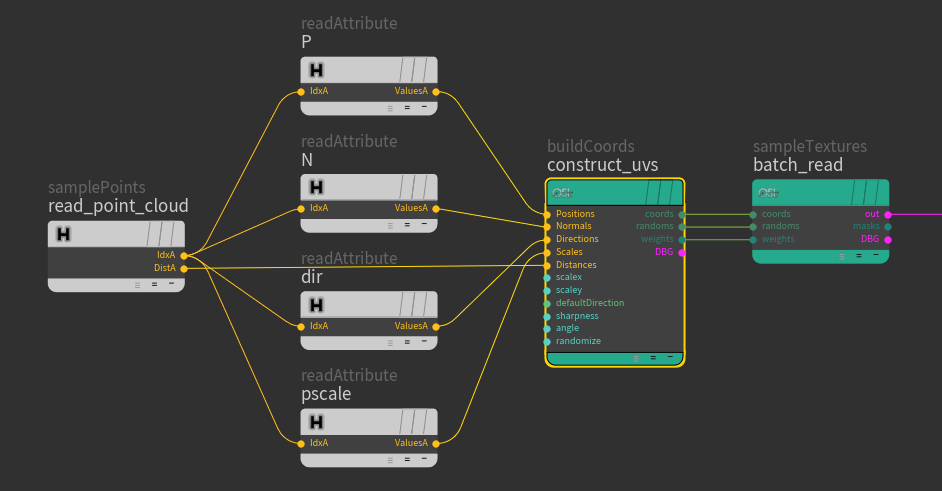 samplePoints
read_point_cloud
H
IdxA
DistA
readAttribute
P
H
IdxA ValuesA
readAttribute
N
H
IdxA ValuesA
readAttribute
dir
H
IdxA ValuesA
readAttribute
pscale
H
IdxA ValuesA
buildCoords
construct_uvs
OSL
Positions coords
Normals randoms
Directions weights
Scales DBG
Distances
scalex
scaley
defaultDirection
sharpness
angle
randomize
sampleTextures
batch_read
OSL
coords out
randoms masks
weights DBG